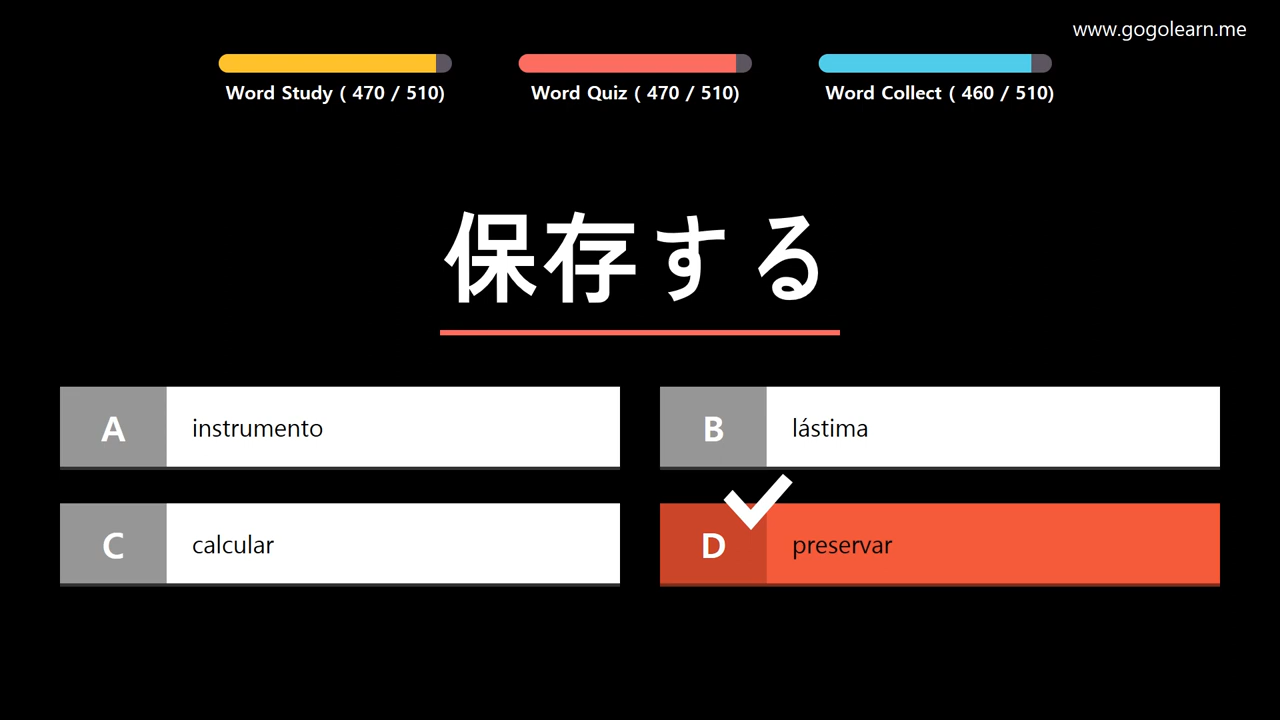 www.gogolearn.me
Word Study ( 470 / 510)
Word Quiz ( 470 / 510)
Word Collect ( 460 / 510)
保存する
A instrumento
B lástima
C calcular
D preservar